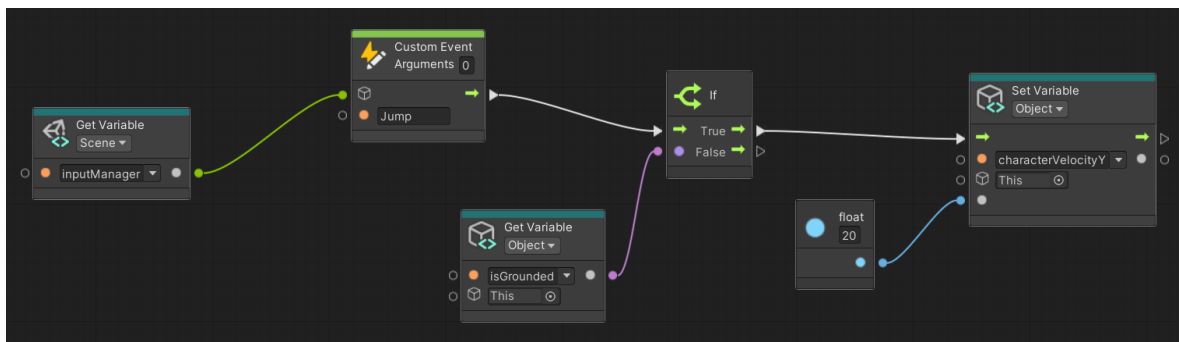 Get Variable
Scene
inputManager
Custom Event
Arguments 0
Jump
Get Variable
Object
isGrounded
This
If
True
False
float
20
Set Variable
Object
characterVelocityY
This